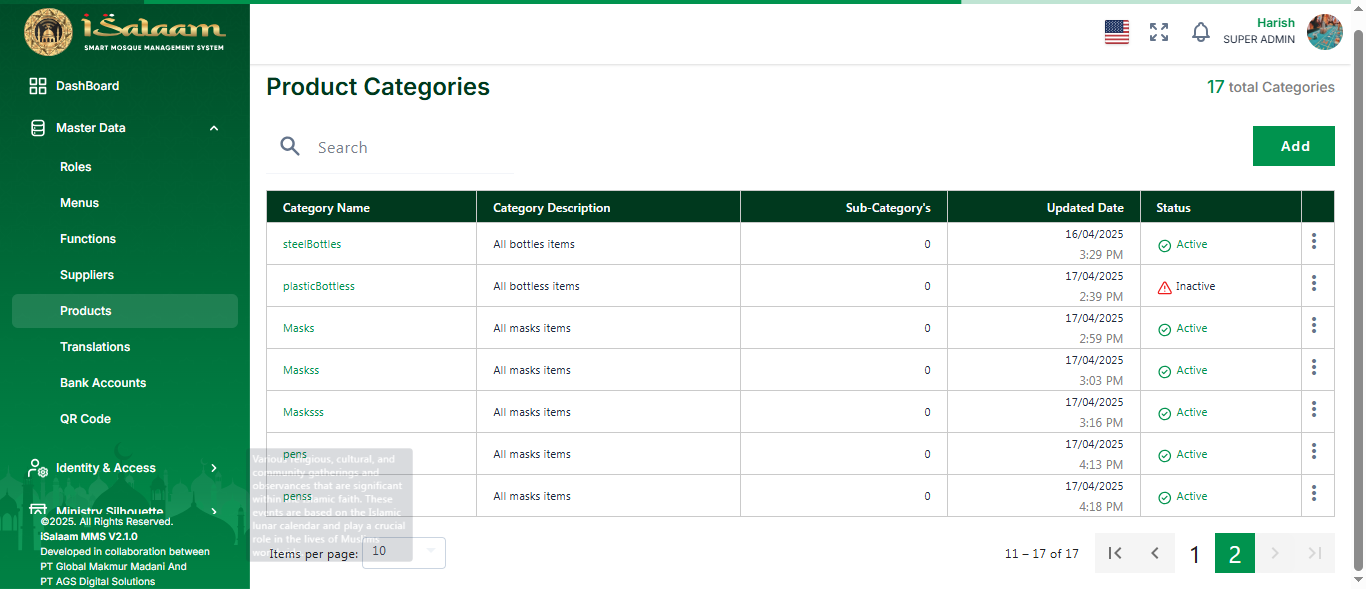 iSalaam
SMART MOSQUE MANAGEMENT SYSTEM
Harish
SUPER ADMIN
DashBoard
Master Data
Roles
Menus
Functions
Suppliers
Products
Translations
Bank Accounts
QR Code
Identity & Access
Ministry Silhouette
©2025. All Rights Reserved.
iSalaam MMS V2.1.0
Developed in collaboration between
PT Global Makmur Madani And
PT AGS Digital Solutions
Product Categories
17 total Categories
Search
Add
Category Name Category Description Sub-Category's Updated Date Status
steelBottles All bottles items 0 16/04/2025 3:29 PM Active
plasticBottless All bottless items 0 17/04/2025 2:39 PM Inactive
Masks All masks items 0 17/04/2025 2:59 PM Active
Maskss All masks items 0 17/04/2025 3:03 PM Active
Masksss All masks items 0 17/04/2025 3:16 PM Active
pens All masks items 0 17/04/2025 4:13 PM Active
penss All masks items 0 17/04/2025 4:18 PM Active
Various religious, cultural, and
community gatherings and
observances that are significant
within Islamic faith. These
events are based on the Islamic
lunar calendar and play a crucial
role in the lives of Muslims
Items per page: 10
11 – 17 of 17
1 2